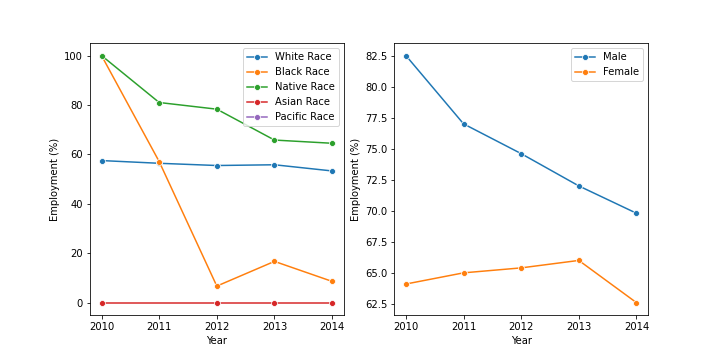 100
80
60
40
20
0
Employment (%)
2010 2011 2012 2013 2014
Year
White Race
Black Race
Native Race
Asian Race
Pacific Race
82.5
80.0
77.5
75.0
72.5
70.0
67.5
65.0
62.5
Employment (%)
2010 2011 2012 2013 2014
Year
Male
Female